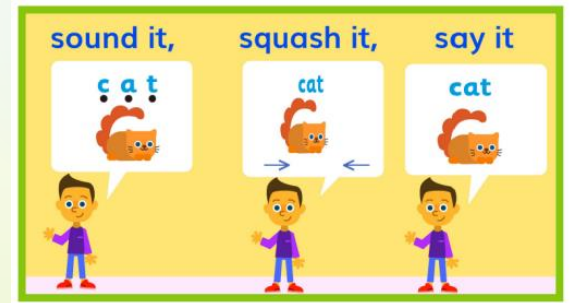 sound it, squash it, say it
c a t cat cat